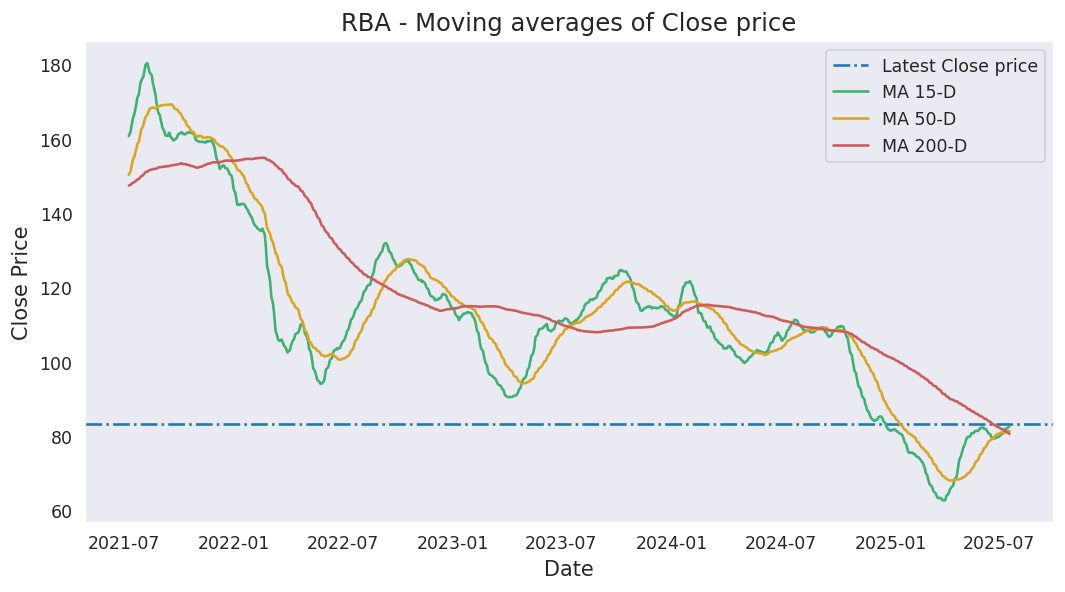 RBA - Moving averages of Close price
Latest Close price
MA 15-D
MA 50-D
MA 200-D
Close Price
180
160
140
120
100
80
60
2021-07 2022-01 2022-07 2023-01 2023-07 2024-01 2024-07 2025-01 2025-07
Date